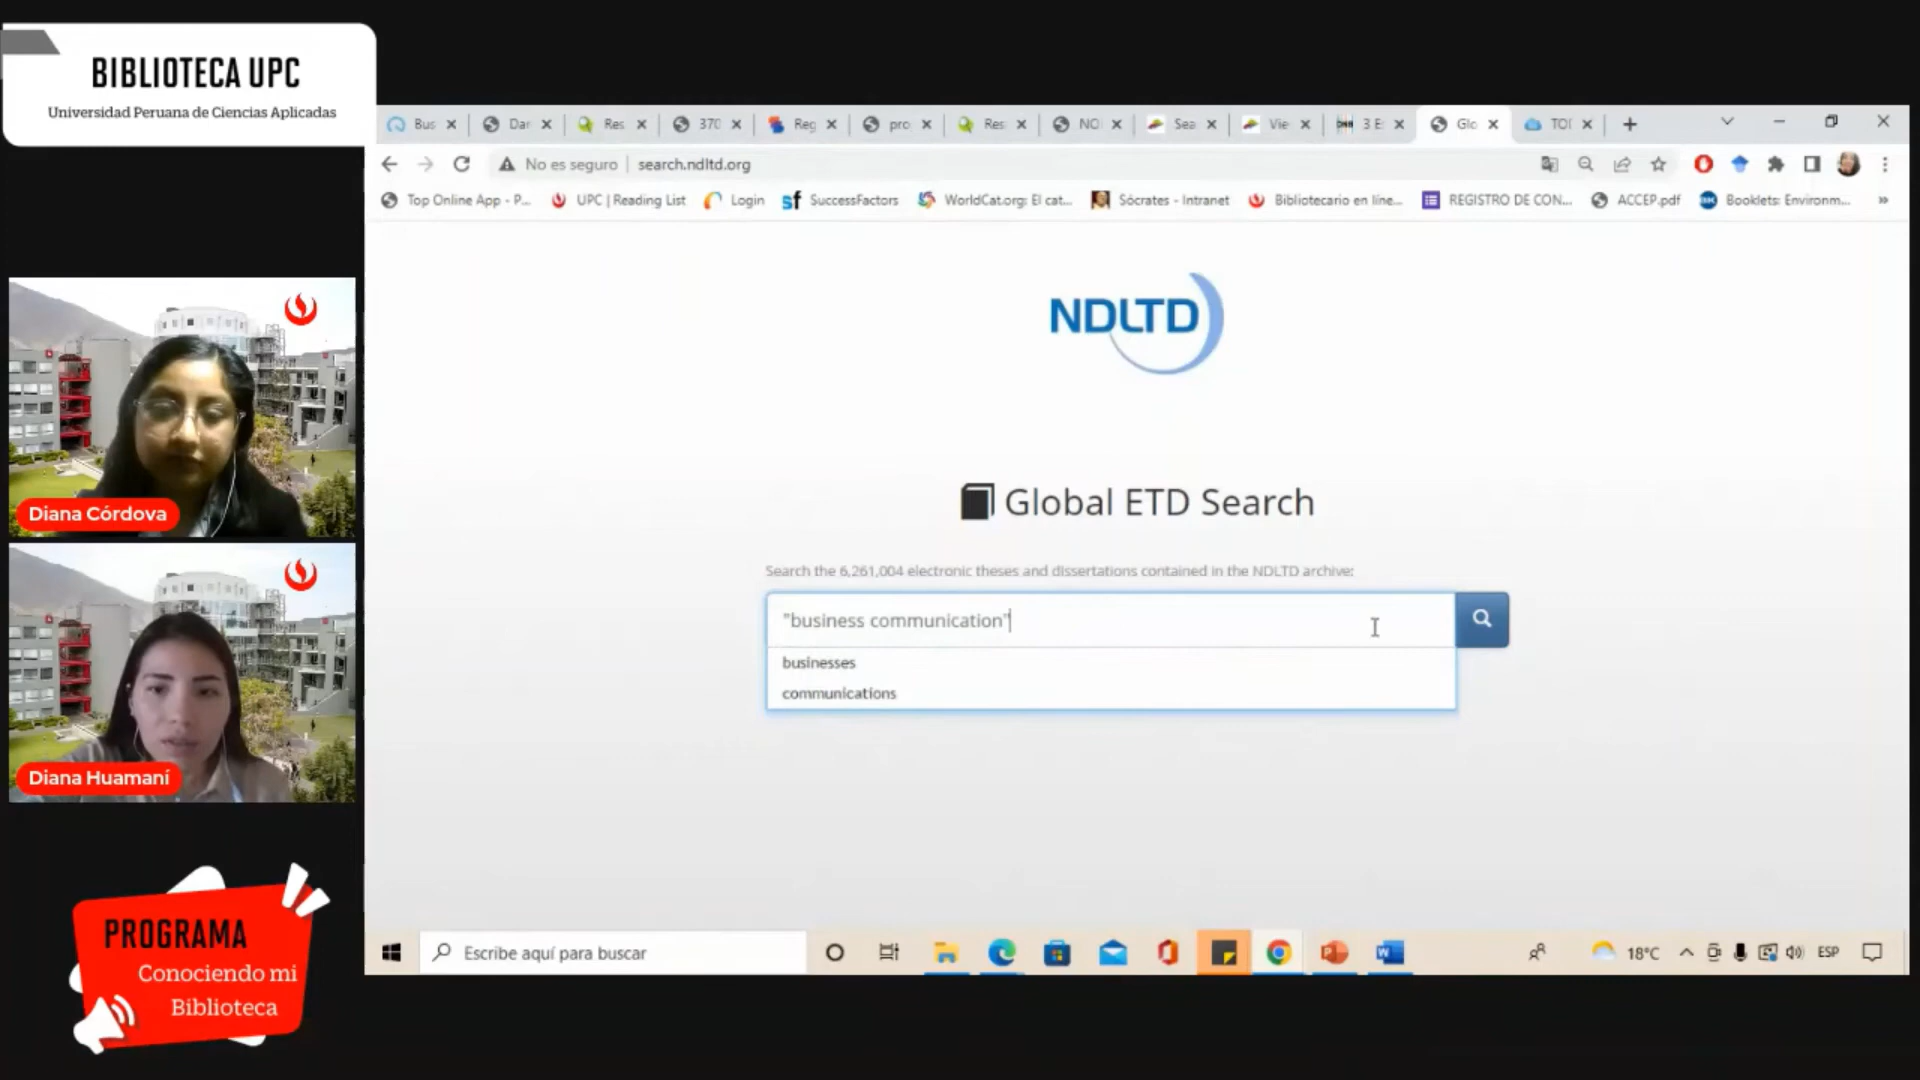 BIBLIOTECA UPC
Universidad Peruana de Ciencias Aplicadas
Bus
Dar
Res
370
Reg
pro
Res
NO
Sea
Vie
3 E
Glo
No es seguro
search.ndltd.org
Top Online App - P...
UPC | Reading List
Login
SuccessFactors
WorldCat.org: El cat...
Sócrates - Intranet
Bibliotecario en líne...
REGISTRO DE CON...
ACCEP.pdf
Booklets: Environm...
»
NDLTD
Global ETD Search
Search the 6,261,004 electronic theses and dissertations contained in the NDLTD archive:
"business communication"
businesses
communications
Diana Córdova
Diana Huamaní
PROGRAMA
Conociendo mi
Biblioteca
Escribe aquí para buscar
18°C
ESP